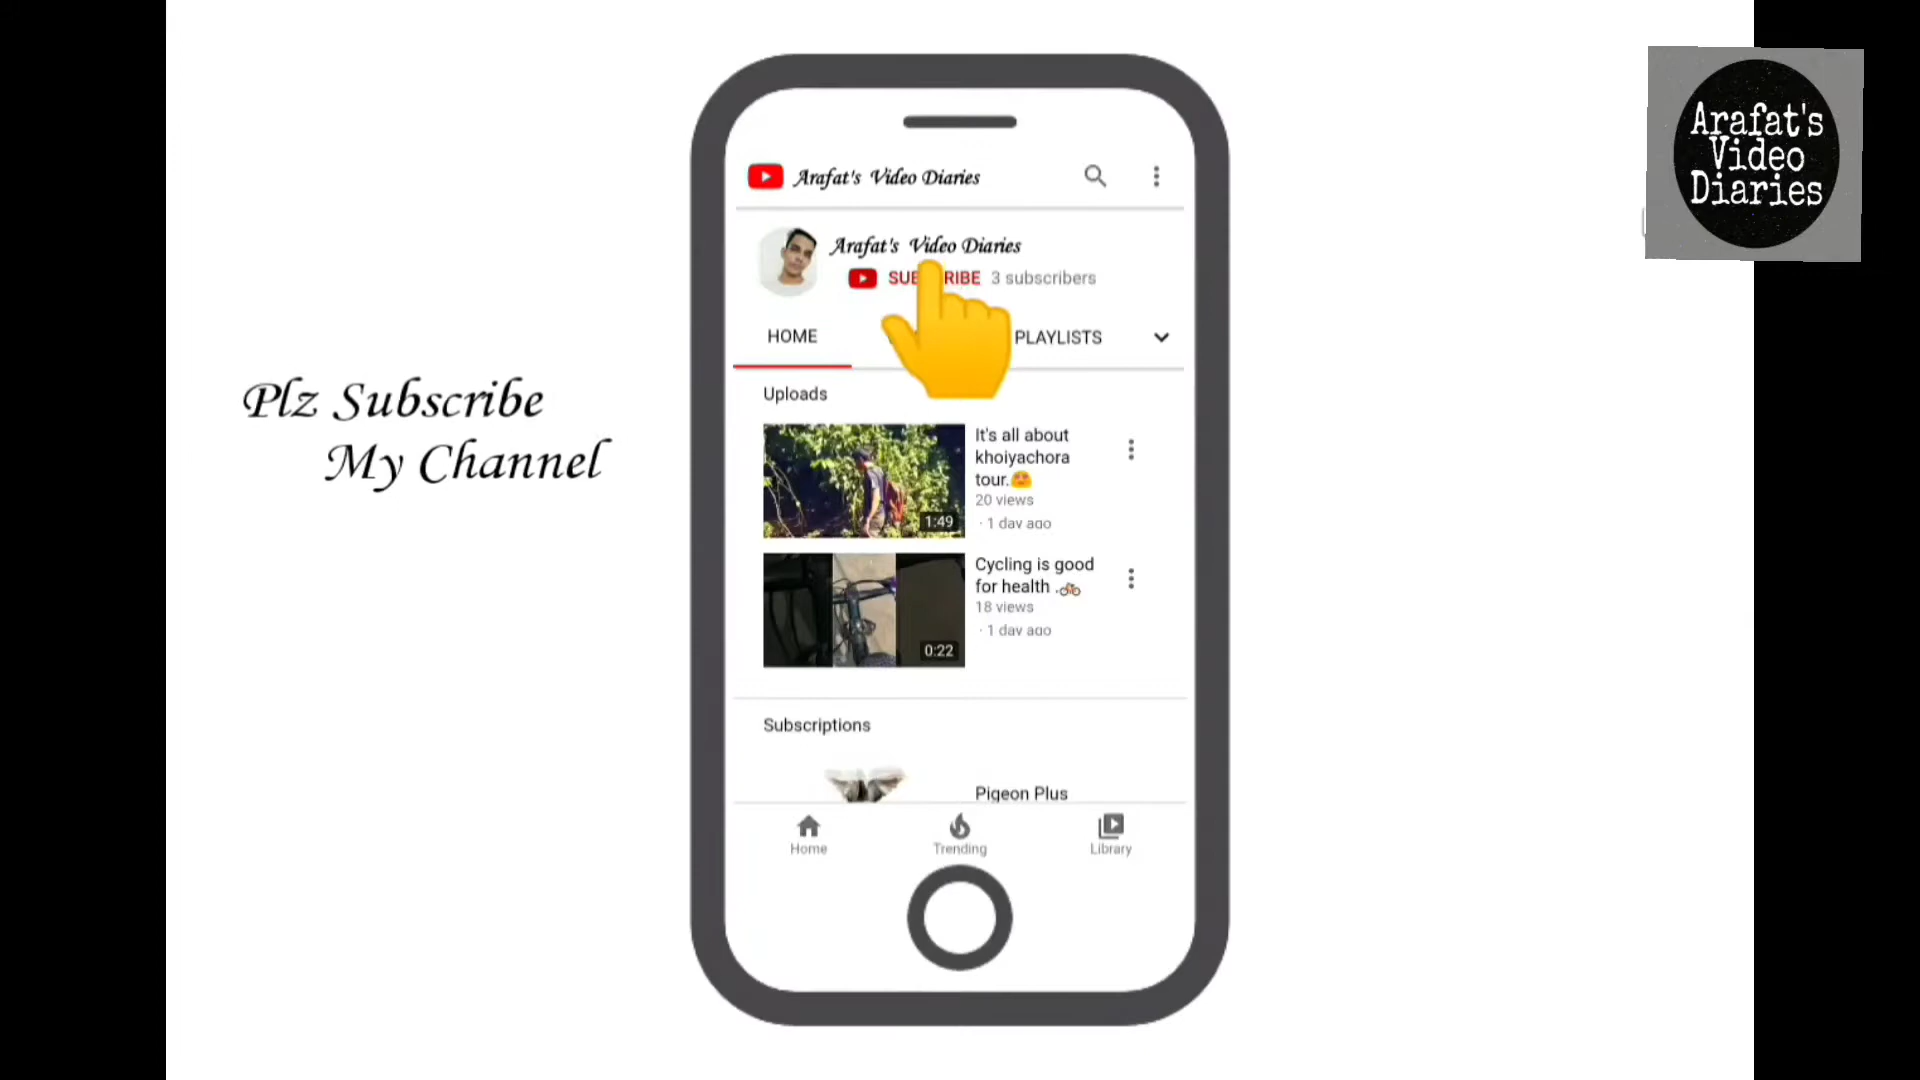 Arafat's
Video
Diaries
Arafat's Video Diaries
Arafat's Video Diaries
3 subscribers
HOME
PLAYLISTS
Plz Subscribe
My Channel
Uploads
It's all about
khoiyachora
tour.😍
20 views
· 1 day ago
1:49
Cycling is good
for health .🚲
18 views
· 1 day ago
0:22
Subscriptions
Pigeon Plus
Home
Trending
Library